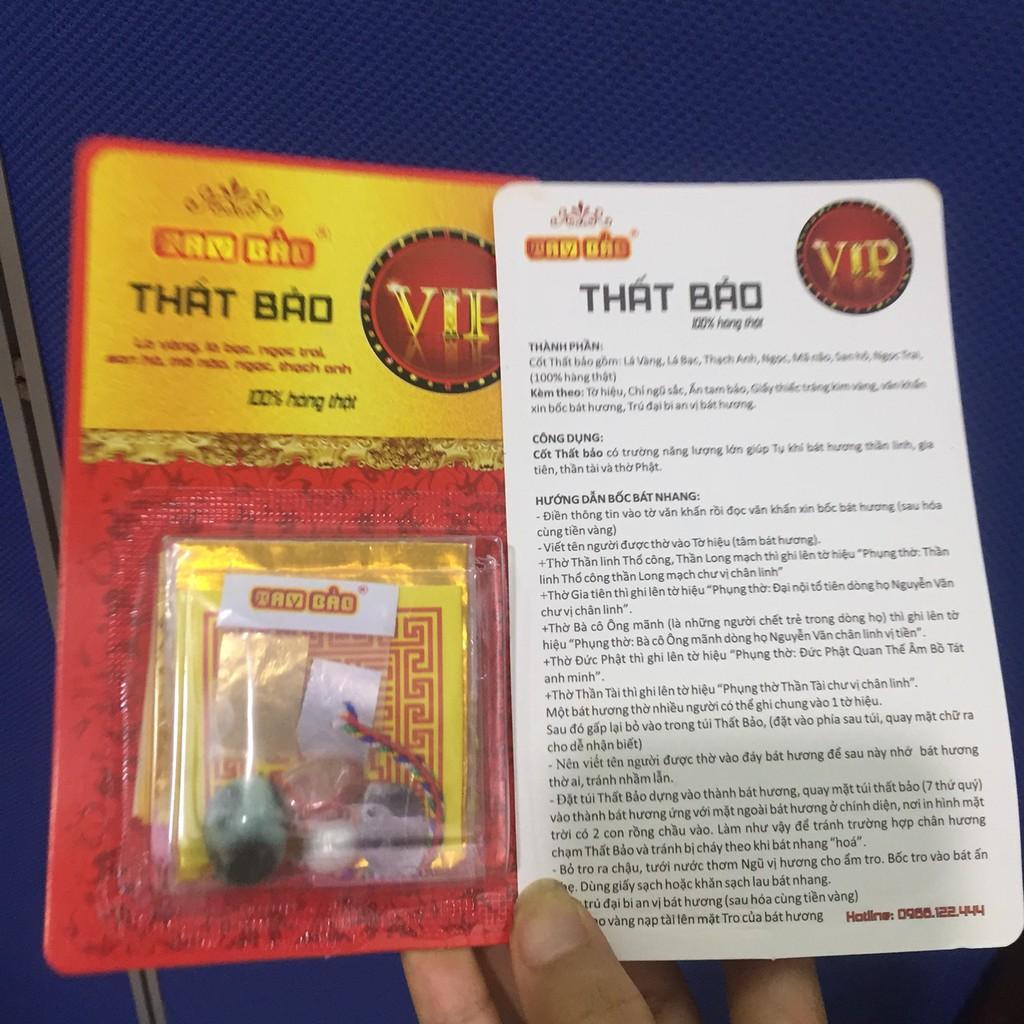 TAM BẢO®
THẤT BẢO
VIP
Lá vàng, lá bạc, ngọc trai,
san hô, mã não, ngọc, thạch anh
100% hàng thật
TAM BẢO®
TAM BẢO®
VIP
THẤT BẢO
100% hàng thật
THÀNH PHẦN:
Cốt Thất bảo gồm: Lá Vàng, Lá Bạc, Thạch Anh, Ngọc, Mã não, San hô, Ngọc Trai,
(100% hàng thật)
Kèm theo: Tờ hiệu, Chỉ ngũ sắc, Ấn tam bảo, Giấy thiếc tráng kim vàng, văn khấn
xin bốc bát hương, Trú đại bi an vị bát hương.
CÔNG DỤNG:
Cốt Thất bảo có trường năng lượng lớn giúp Tụ khí bát hương thần linh, gia
tiên, thần tài và thờ Phật.
HƯỚNG DẪN BỐC BÁT NHANG:
- Điền thông tin vào tờ văn khấn rồi đọc văn khấn xin bốc bát hương (sau hóa
cùng tiền vàng)
- Viết tên người được thờ vào Tờ hiệu (tâm bát hương).
+Thờ Thần linh Thổ công, Thần Long mạch thì ghi lên tờ hiệu "Phụng thờ: Thần
linh Thổ công thần Long mạch chư vị chân linh"
+Thờ Gia tiên thì ghi lên tờ hiệu "Phụng thờ: Đại nội tổ tiên dòng họ Nguyễn Văn
chư vị chân linh".
+Thờ Bà cô Ông mãnh (là những người chết trẻ trong dòng họ) thì ghi lên tờ
hiệu "Phụng thờ: Bà cô Ông mãnh dòng họ Nguyễn Văn chân linh vị tiền".
+Thờ Đức Phật thì ghi lên tờ hiệu "Phụng thờ: Đức Phật Quan Thế Âm Bồ Tát
anh minh".
+Thờ Thần Tài thì ghi lên tờ hiệu "Phụng thờ Thần Tài chư vị chân linh".
Một bát hương thờ nhiều người có thể ghi chung vào 1 tờ hiệu.
Sau đó gấp lại bỏ vào trong túi Thất Bảo, (đặt vào phía sau túi, quay mặt chữ ra
cho dễ nhận biết)
- Nên viết tên người được thờ vào đáy bát hương để sau này nhớ bát hương
thờ ai, tránh nhầm lẫn.
- Đặt túi Thất Bảo dựng vào thành bát hương, quay mặt túi thất bảo (7 thứ quý)
vào thành bát hương ứng với mặt ngoài bát hương ở chính diện, nơi in hình mặt
trời có 2 con rồng chầu vào. Làm như vậy để tránh trường hợp chân hương
chạm Thất Bảo và tránh bị cháy theo khi bát nhang "hoá".
- Bỏ tro ra chậu, tưới nước thơm Ngũ vị hương cho ẩm tro. Bốc tro vào bát ấn
nhẹ. Dùng giấy sạch hoặc khăn sạch lau bát nhang.
trú đại bi an vị bát hương (sau hóa cùng tiền vàng)
vàng nạp tài lên mặt Tro của bát hương
Hotline: 0966.122.444